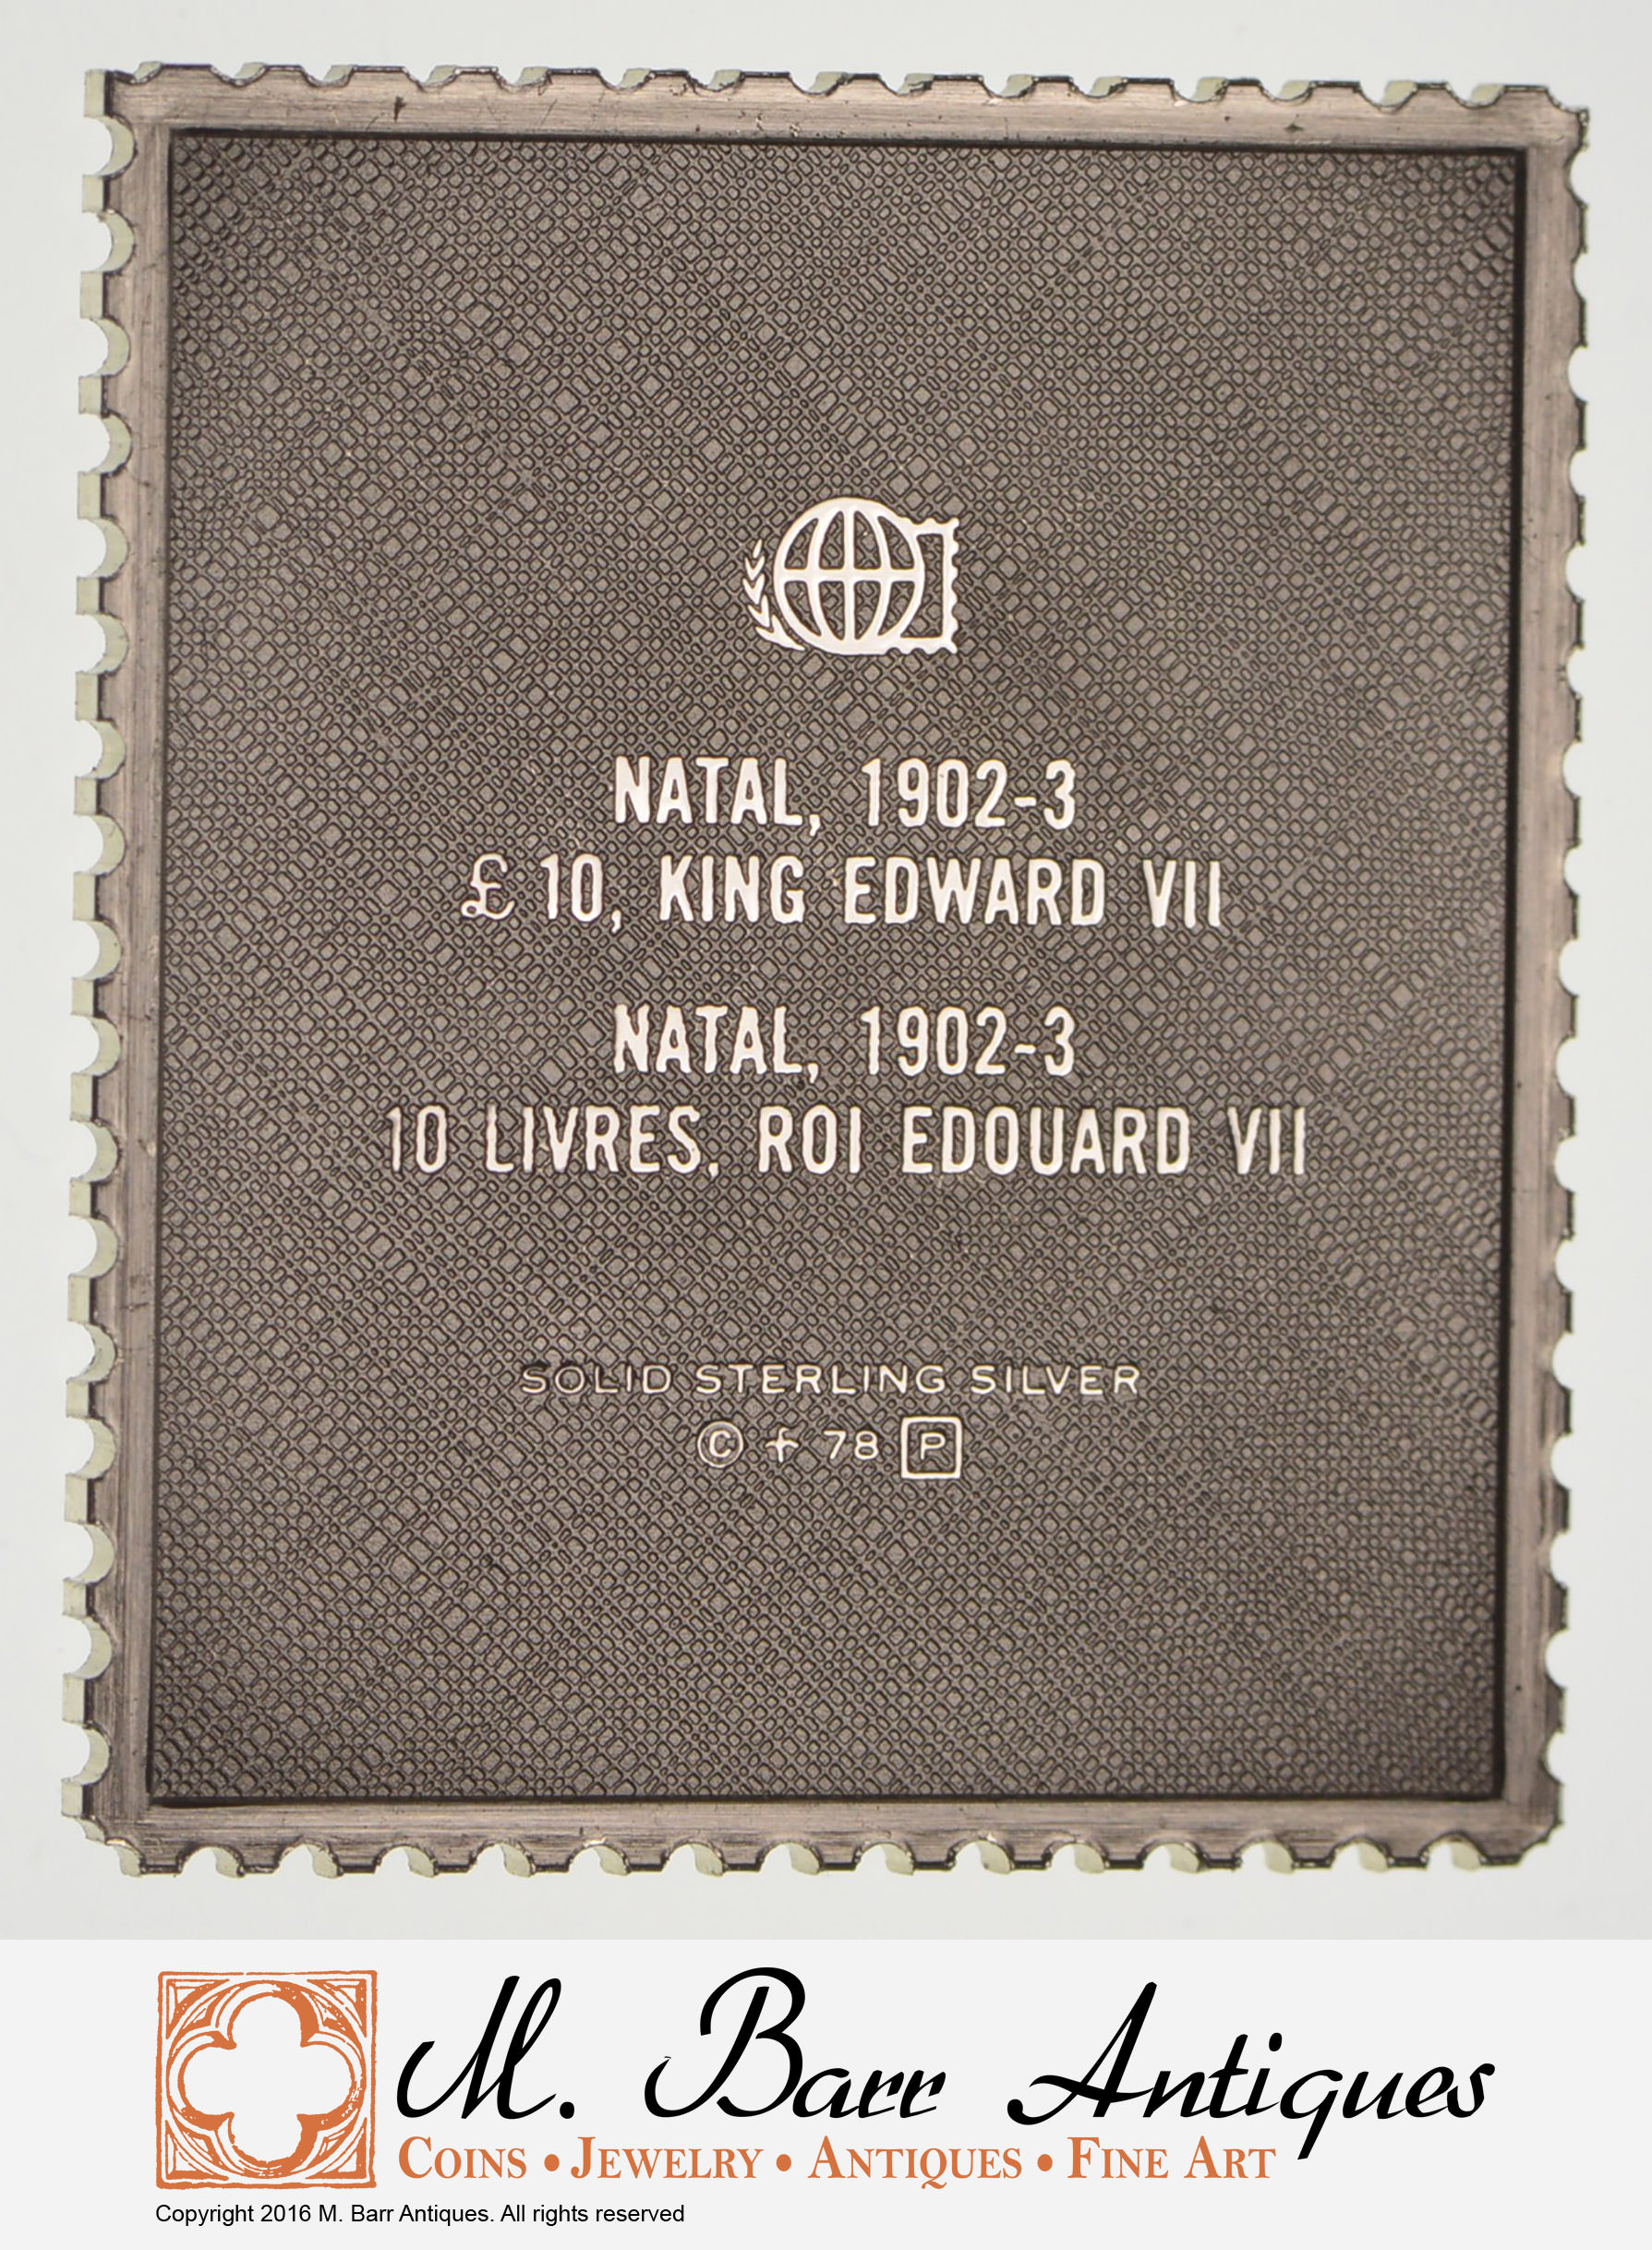 NATAL, 1902-3
£10, KING EDWARD VII
NATAL, 1902-3
10 LIVRES, ROI EDOUARD VII
SOLID STERLING SILVER
© f 78 P
M. Barr Antiques
COINS • JEWELRY • ANTIQUES • FINE ART
Copyright 2016 M. Barr Antiques. All rights reserved